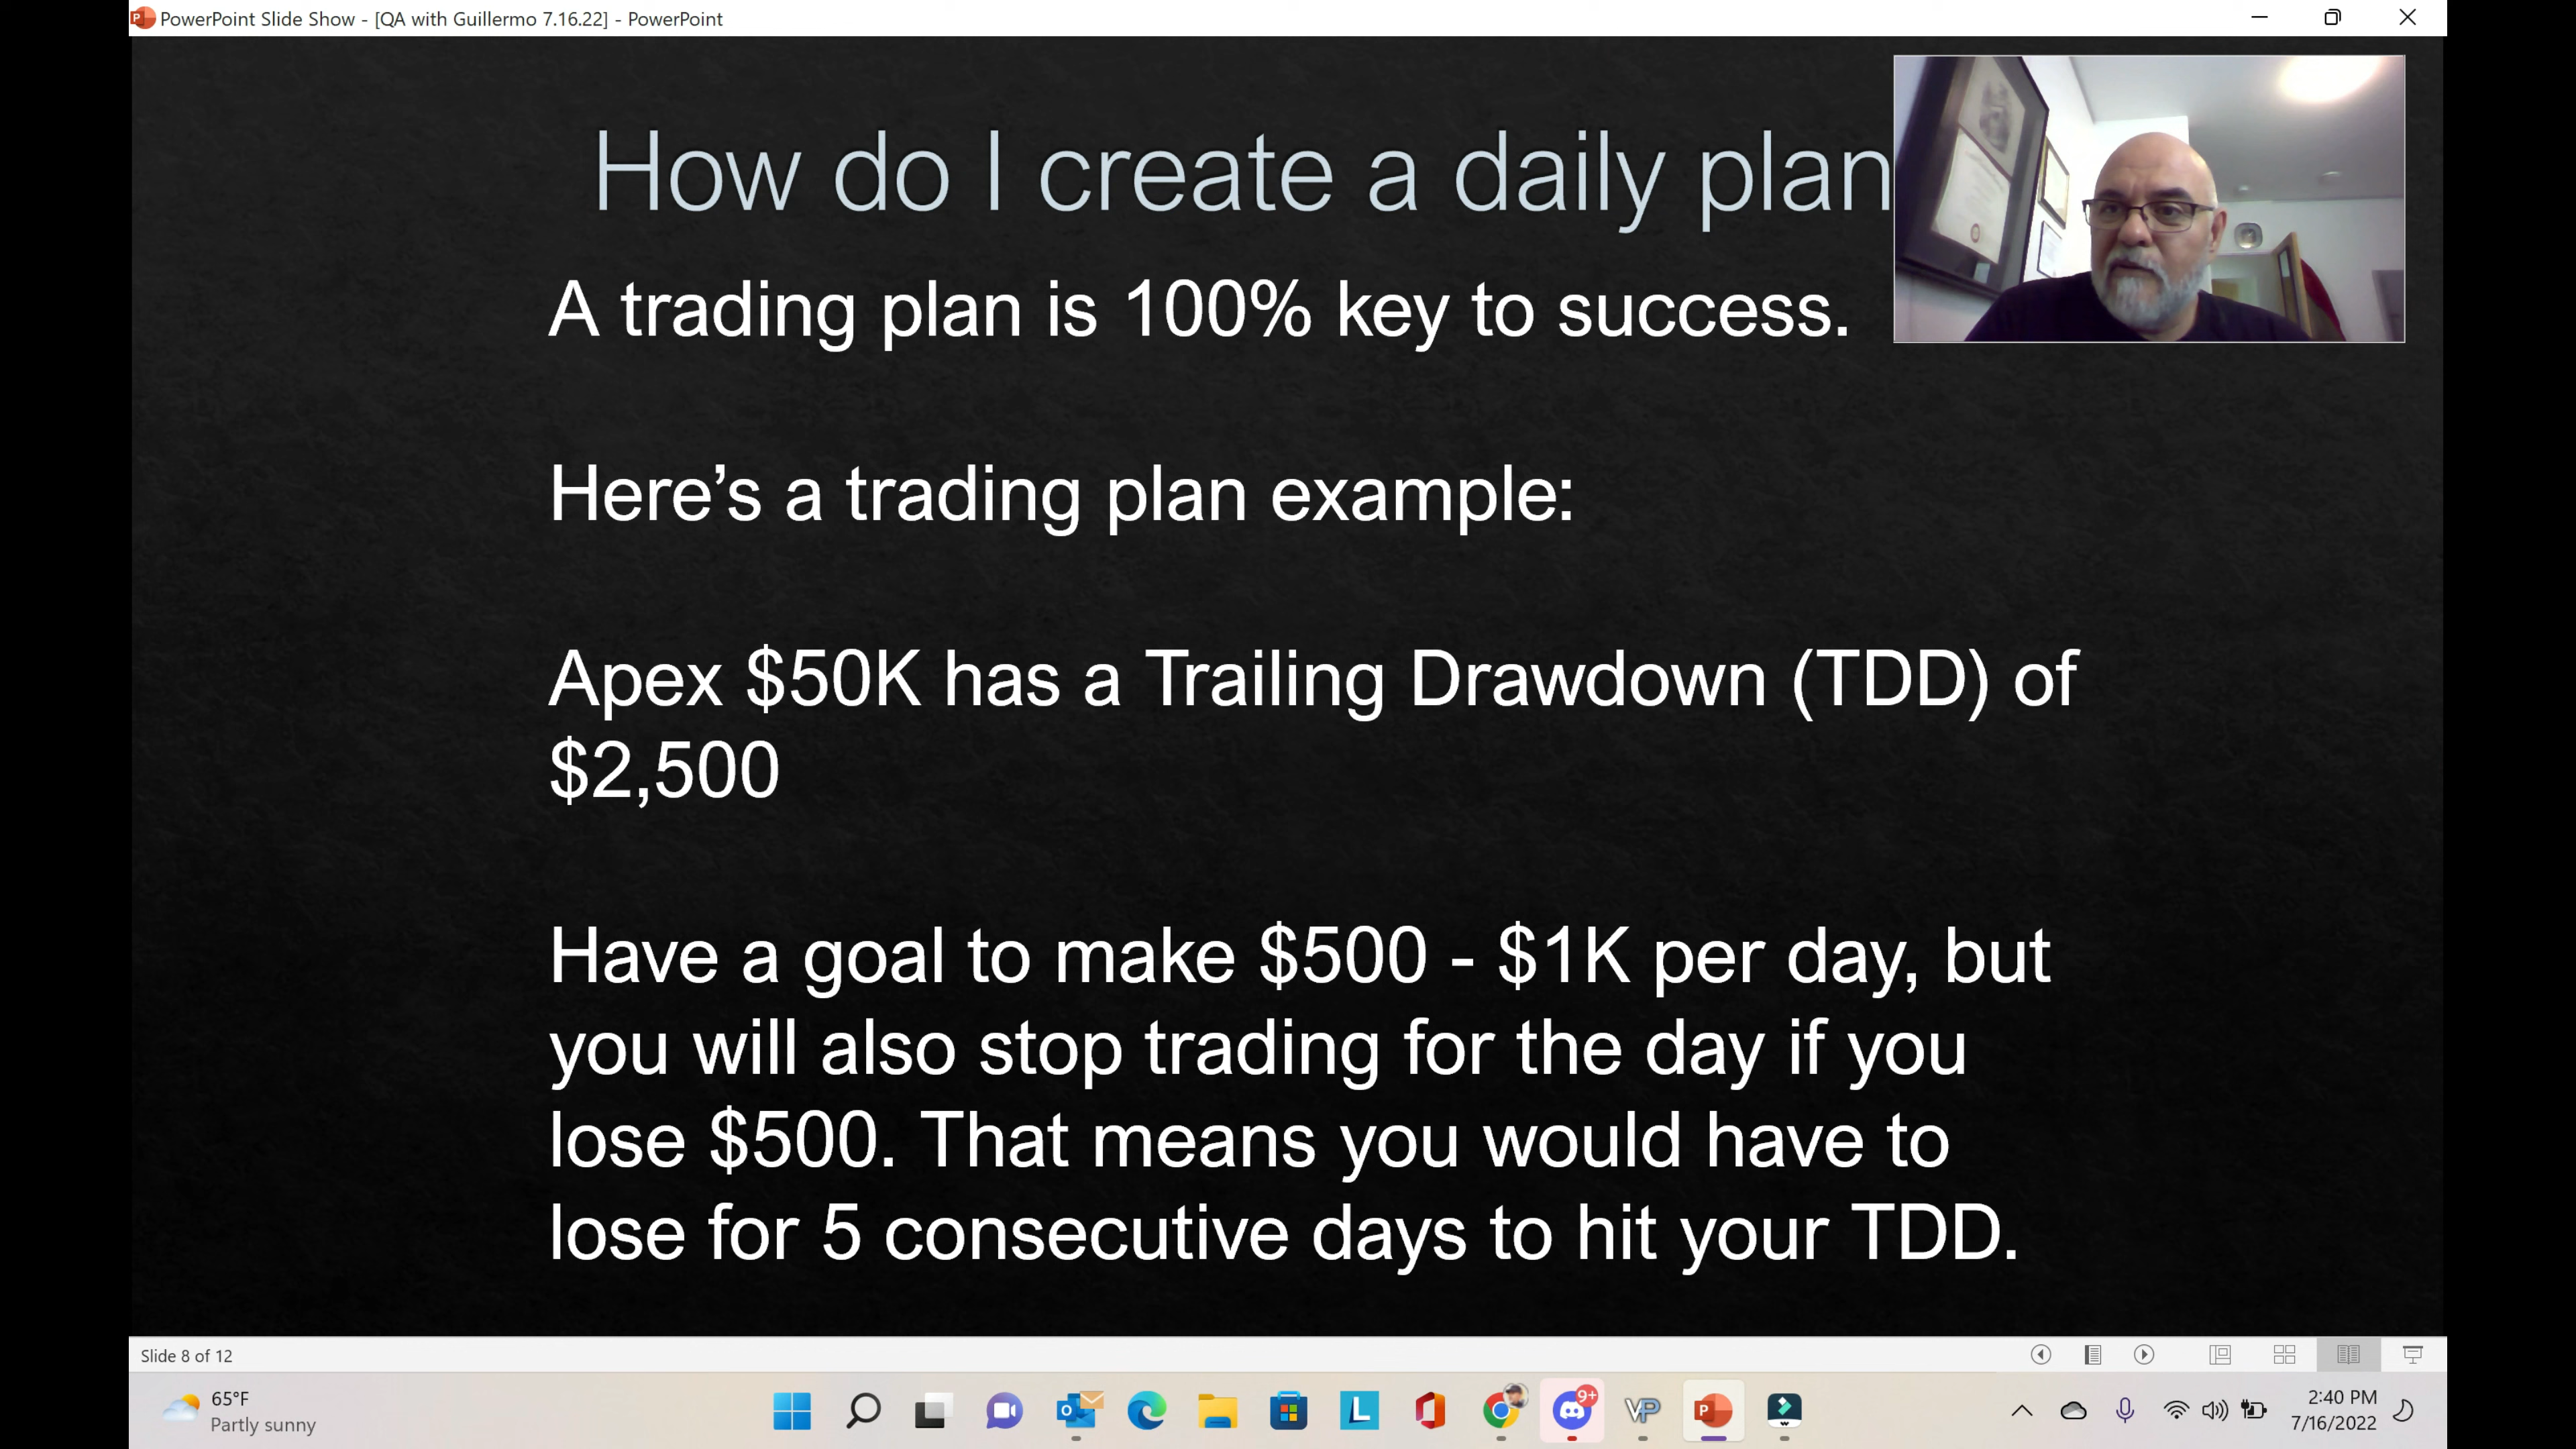 PowerPoint Slide Show - [QA with Guillermo 7.16.22] - PowerPoint
How do I create a daily plan
A trading plan is 100% key to success.
Here’s a trading plan example:
Apex $50K has a Trailing Drawdown (TDD) of
$2,500
Have a goal to make $500 - $1K per day, but
you will also stop trading for the day if you
lose $500. That means you would have to
lose for 5 consecutive days to hit your TDD.
Slide 8 of 12
65°F
Partly sunny
9+
2:40 PM
7/16/2022